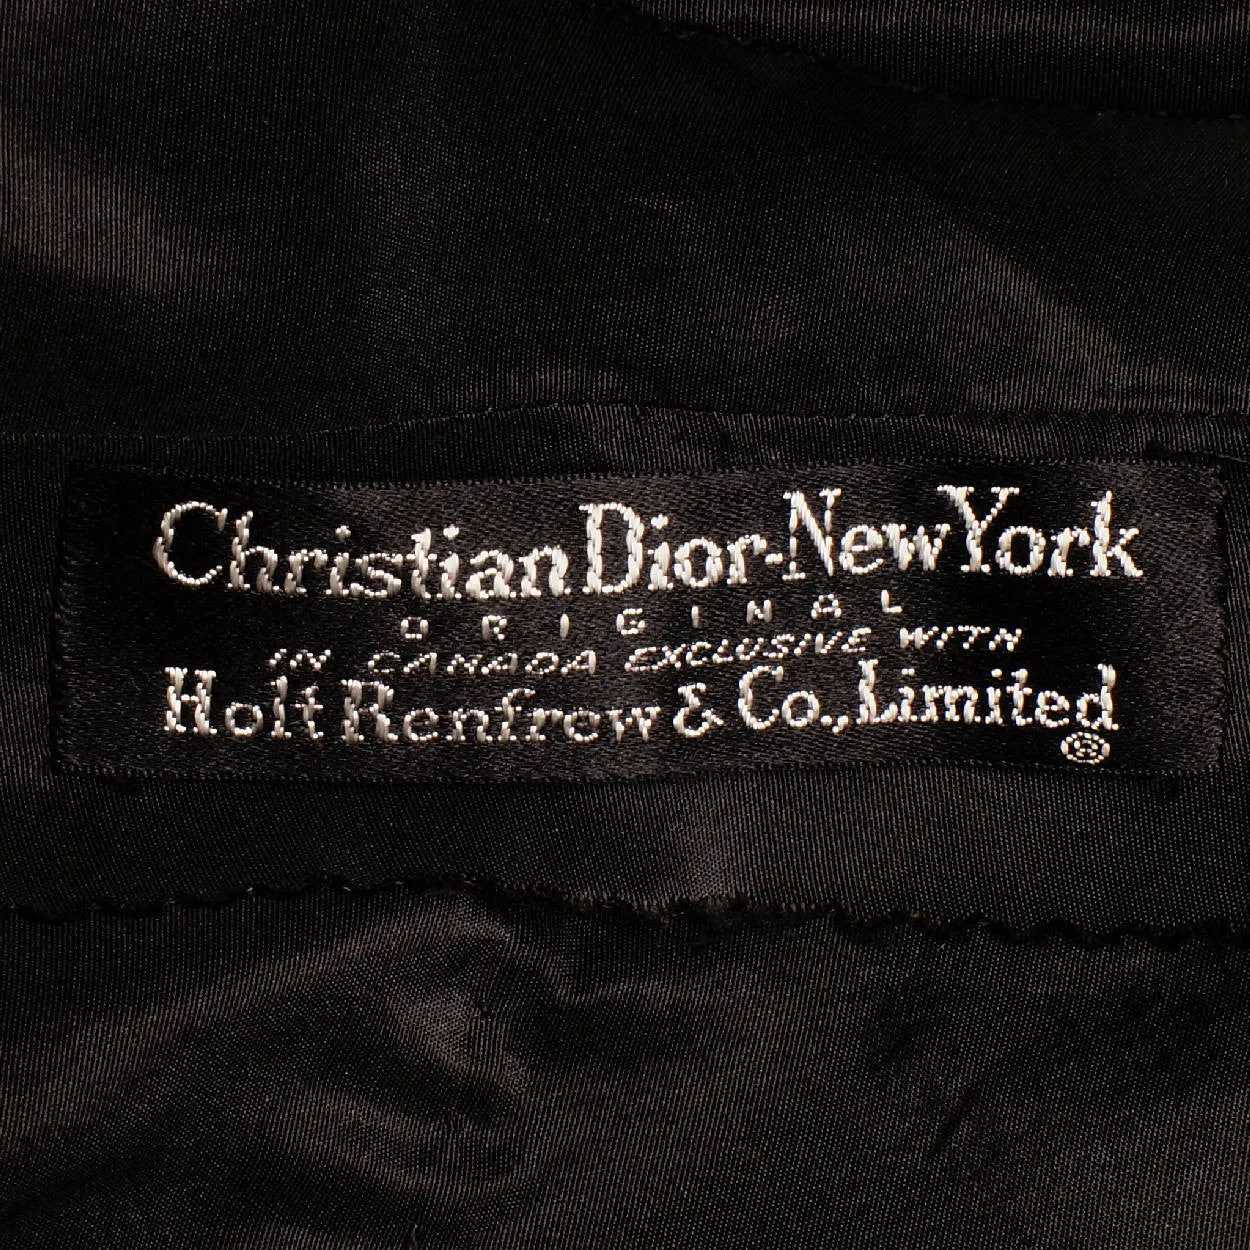 Christian Dior-New York
ORIGINAL
IN CANADA EXCLUSIVE WITH
Holt Renfrew & Co., Limited
®